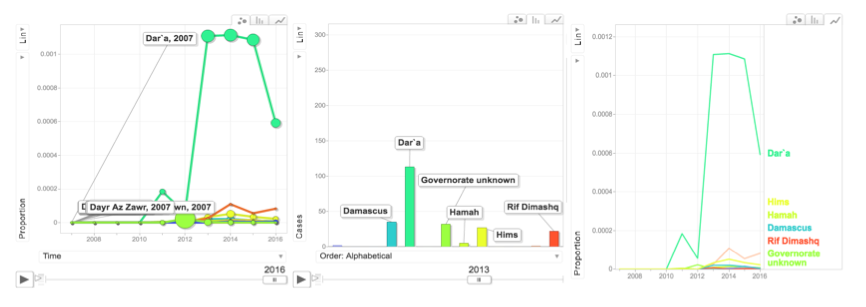 Lin
0.001
0.0008
0.0006
0.0004
0.0002
0
Proportion
Dar`a, 2007
Dayr Az Zawr, 2007
wn, 2007
2008
2010
2012
2014
2016
Time
2016
Lin
300
250
200
150
100
50
0
Cases
Dar`a
Governorate unknown
Damascus
Hamah
Rif Dimashq
Hims
Order: Alphabetical
2013
Lin
0.0012
0.001
0.0008
0.0006
0.0004
0.0002
0
Proportion
Dar`a
Hims
Hamah
Damascus
Rif Dimashq
Governorate
unknown
2008
2010
2012
2014
2016